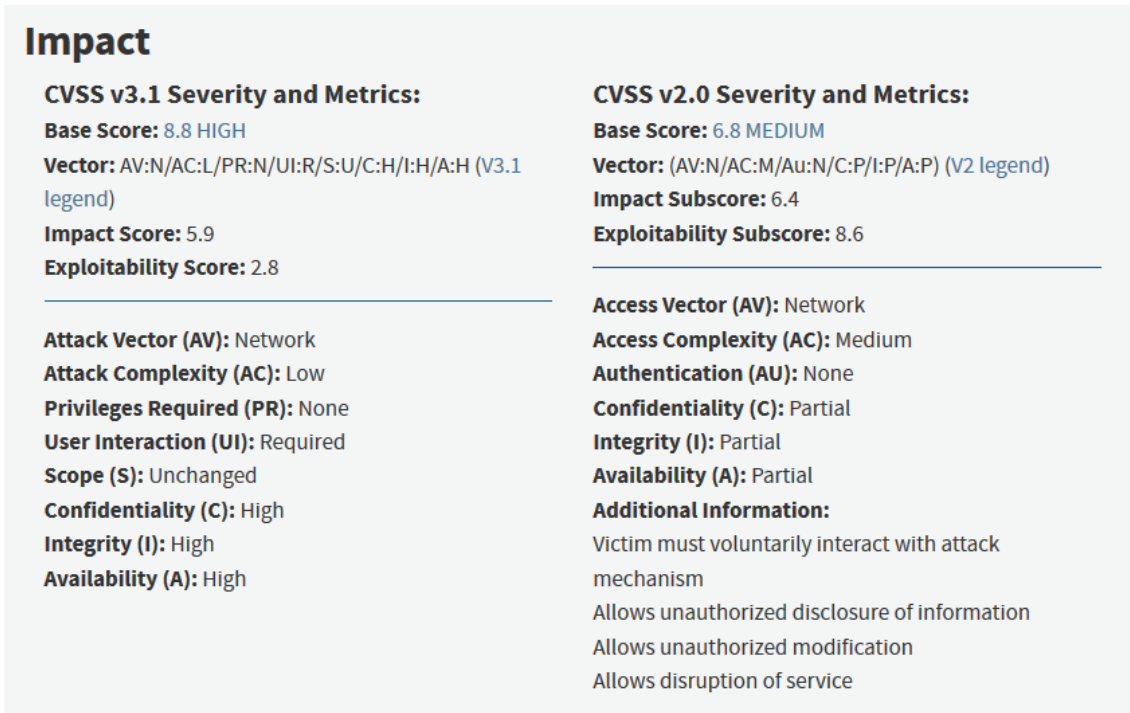 Impact
CVSS v3.1 Severity and Metrics:
Base Score: 8.8 HIGH
Vector: AV:N/AC:L/PR:N/UI:R/S:U/C:H/I:H/A:H (V3.1
legend)
Impact Score: 5.9
Exploitability Score: 2.8
Attack Vector (AV): Network
Attack Complexity (AC): Low
Privileges Required (PR): None
User Interaction (UI): Required
Scope (S): Unchanged
Confidentiality (C): High
Integrity (I): High
Availability (A): High
CVSS v2.0 Severity and Metrics:
Base Score: 6.8 MEDIUM
Vector: (AV:N/AC:M/Au:N/C:P/I:P/A:P) (V2 legend)
Impact Subscore: 6.4
Exploitability Subscore: 8.6
Access Vector (AV): Network
Access Complexity (AC): Medium
Authentication (AU): None
Confidentiality (C): Partial
Integrity (I): Partial
Availability (A): Partial
Additional Information:
Victim must voluntarily interact with attack
mechanism
Allows unauthorized disclosure of information
Allows unauthorized modification
Allows disruption of service